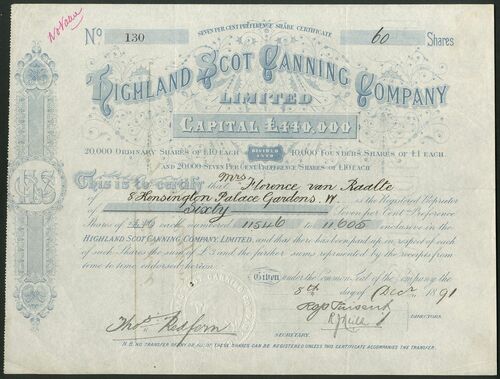 No Value
SEVEN PER CENT PREFERENCE SHARE CERTIFICATE
No 130 60 Shares
HIGHLAND SCOT CANNING COMPANY
LIMITED
CAPITAL £440,000
DIVIDED INTO
20,000 ORDINARY SHARES OF £10 EACH 40,000 FOUNDERS' SHARES OF £1 EACH
AND 20,000 SEVEN PER CENT PREFERENCE SHARES OF £10 EACH
This is to certify that Mrs Florence van Raalte
8 Kensington Palace Gardens. W. is the Registered Proprietor
of Sixty Seven per Cent Preference
Shares of £10 each numbered 11546 to 11605 inclusive in the
HIGHLAND SCOT CANNING COMPANY, LIMITED, and that there has been paid up in respect of each
of such Shares the sum of £3 and the further sums represented by the receipts from
time to time endorsed hereon.
Given under the Common Seal of the company the
8th day of Decr 1891
DIRECTORS
Thos Redfern
SECRETARY.
N.B. NO TRANSFER OF ANY OF THESE SHARES CAN BE REGISTERED UNLESS THIS CERTIFICATE ACCOMPANIES THE TRANSFER.